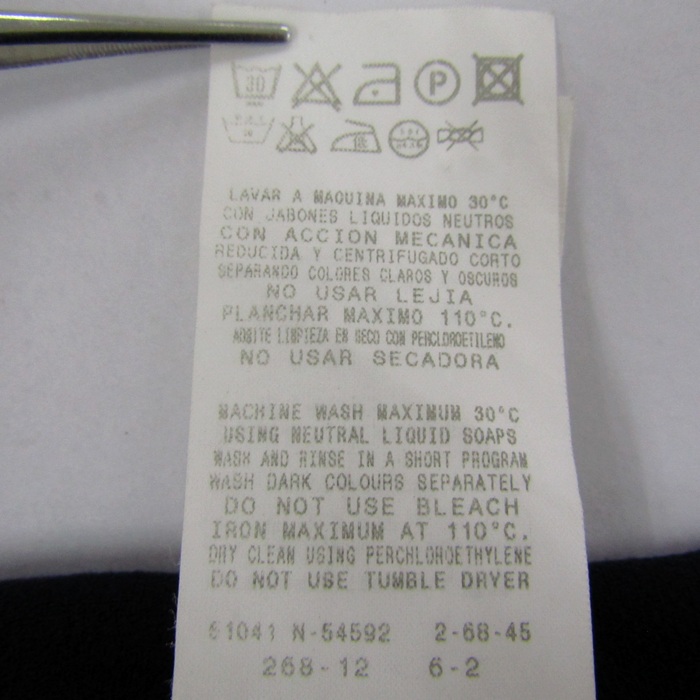 30
P
LAVAR A MAQUINA MAXIMO 30°C
CON JABONES LIQUIDOS NEUTROS
CON ACCION MECANICA
REDUCIDA Y CENTRIFUGADO CORTO
SEPARANDO COLORES CLAROS Y OSCUROS
NO USAR LEJIA
PLANCHAR MAXIMO 110°C.
ADMITE LIMPIEZA EN SECO CON PERCLOROETILENO
NO USAR SECADORA
MACHINE WASH MAXIMUM 30°C
USING NEUTRAL LIQUID SOAPS
WASH AND RINSE IN A SHORT PROGRAM
WASH DARK COLOURS SEPARATELY
DO NOT USE BLEACH
IRON MAXIMUM AT 110°C.
DRY CLEAN USING PERCHLOROETHYLENE
DO NOT USE TUMBLE DRYER
61041 N-54592 2-68-45
268-12 6-2